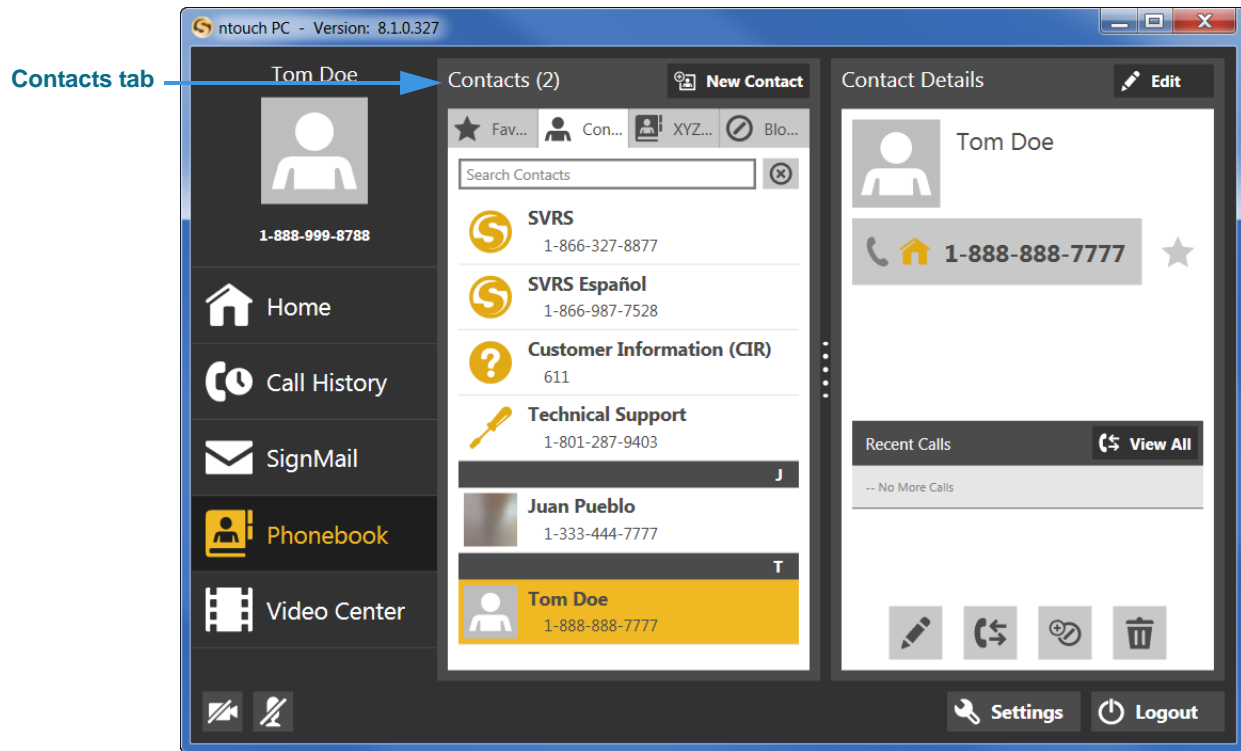 ntouch PC - Version: 8.1.0.327
Contacts tab
Tom Doe
1-888-999-8788
Home
Call History
SignMail
Phonebook
Video Center
Contacts (2)
New Contact
Fav...
Con...
XYZ...
Blo...
Search Contacts
SVRS
1-866-327-8877
SVRS Español
1-866-987-7528
Customer Information (CIR)
611
Technical Support
1-801-287-9403
J
Juan Pueblo
1-333-444-7777
T
Tom Doe
1-888-888-7777
Contact Details
Edit
Tom Doe
1-888-888-7777
Recent Calls
View All
-- No More Calls
Settings
Logout